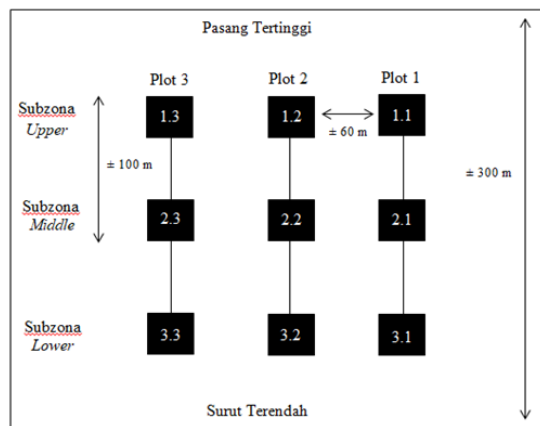 Pasang Tertinggi
Plot 3 Plot 2 Plot 1
Subzona
Upper
1.3 1.2 1.1
± 60 m
± 100 m
± 300 m
Subzona
Middle
2.3 2.2 2.1
Subzona
Lower
3.3 3.2 3.1
Surut Terendah